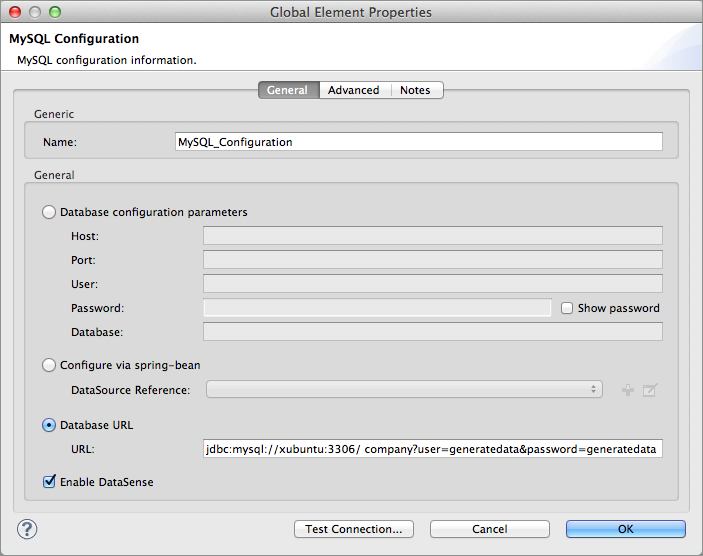 Global Element Properties
MySQL Configuration
MySQL configuration information.
General Advanced Notes
Generic
Name: MySQL_Configuration
General
Database configuration parameters
Host:
Port:
User:
Password: Show password
Database:
Configure via spring-bean
DataSource Reference:
Database URL
URL: jdbc:mysql://xubuntu:3306/ company?user=generatedata&password=generatedata
Enable DataSense
? Test Connection... Cancel OK